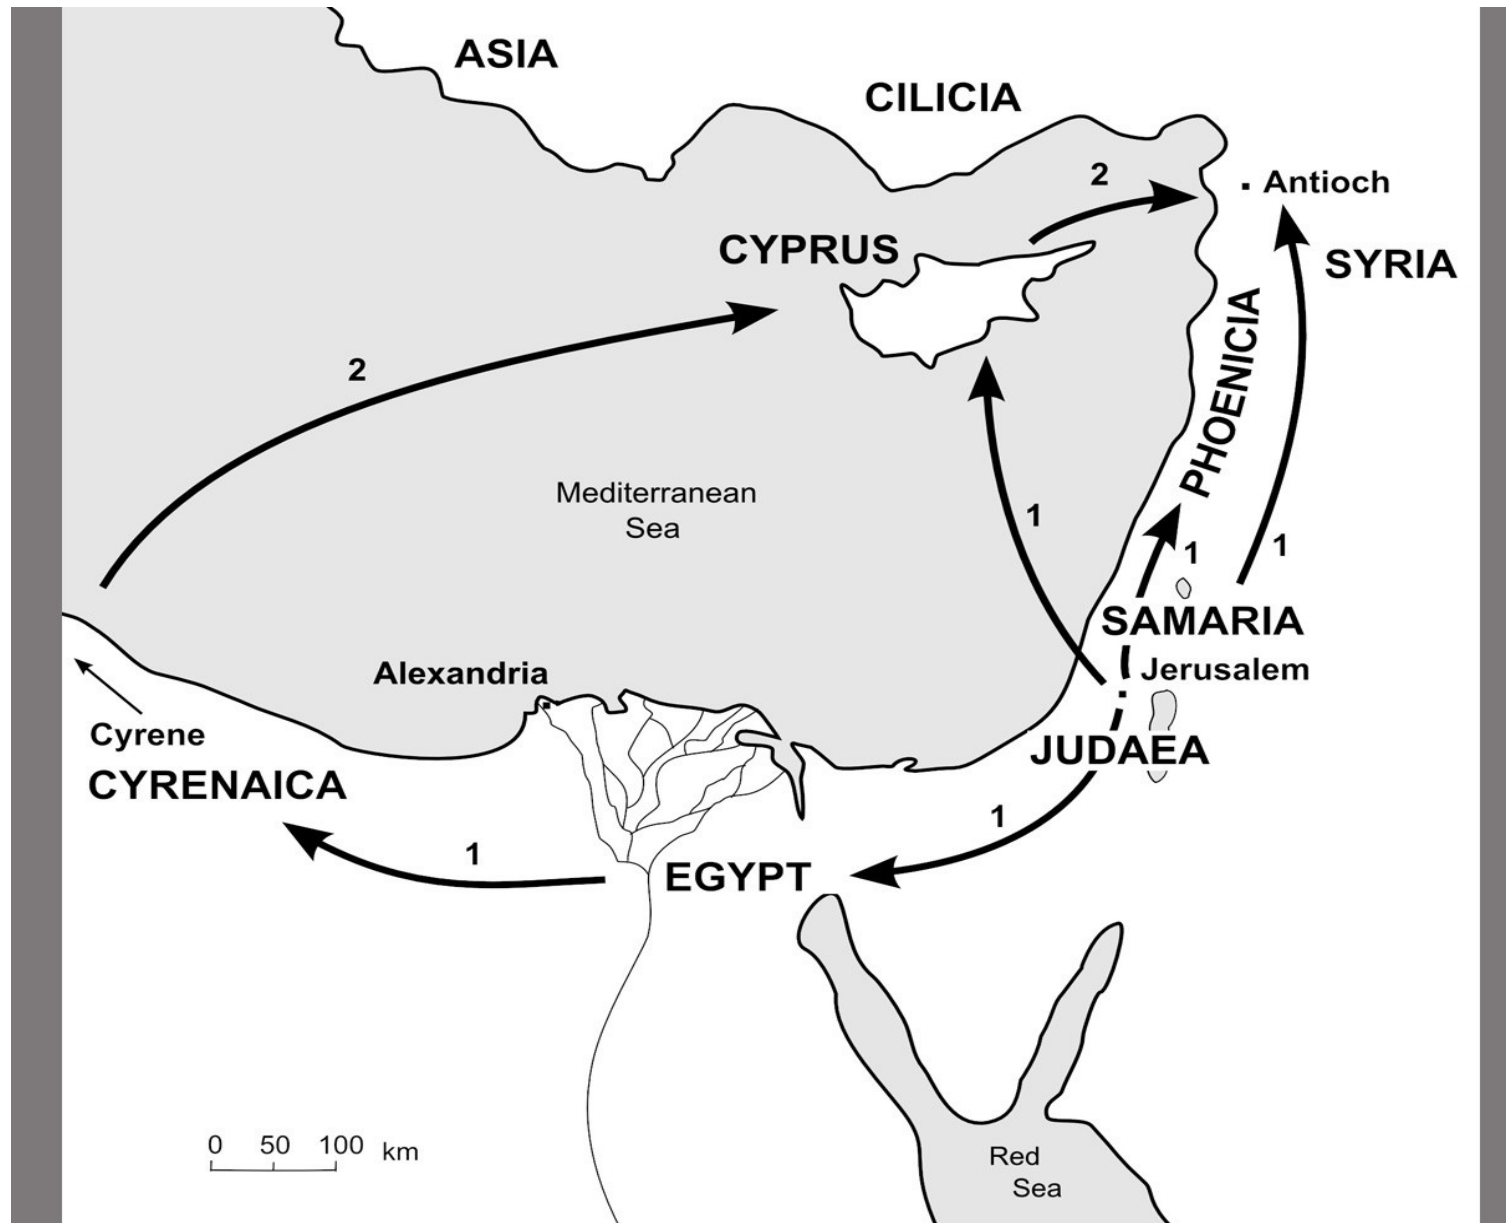 ASIA
CILICIA
2
Antioch
CYPRUS
SYRIA
PHOENICIA
2
Mediterranean
Sea
1
1
1
SAMARIA
Jerusalem
Alexandria
Cyrene
CYRENAICA
JUDAEA
1
1
EGYPT
0 50 100 km
Red
Sea